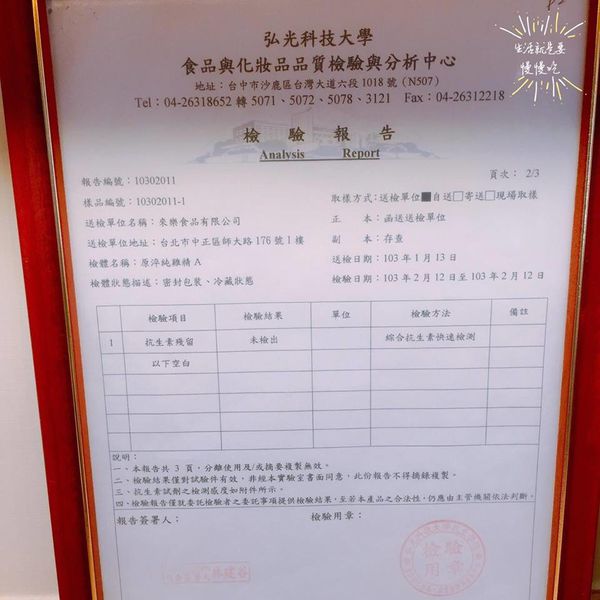 生活就是要
慢慢吃
弘光科技大學
食品與化妝品品質檢驗與分析中心
地址：台中市沙鹿區台灣大道六段 1018 號（N507）
Tel：04-26318652 轉 5071、5072、5078、3121 Fax：04-26312218
檢驗報告
Analysis Report
報告編號：10302011
頁次： 2/3
樣品編號：10302011-1
取樣方式：送檢單位■自送□寄送□現場取樣
送檢單位名稱：來樂食品有限公司
正 本：函送送檢單位
送檢單位地址：台北市中正區師大路 176 號 1 樓
副 本：存查
檢體名稱：原淬純雞精 A
送檢日期：103 年 1 月 13 日
檢體狀態描述：密封包裝、冷藏狀態
檢驗日期：103 年 2 月 12 日至 103 年 2 月 12 日
檢驗項目 檢驗結果 單位 檢驗方法 備註
1 抗生素殘留 未檢出 綜合抗生素快速檢測
以下空白
說明：
一、本報告共 3 頁，分離使用及/或摘要複製無效。
二、檢驗結果僅對試驗件有效，非經本實驗室書面同意，此份報告不得摘錄複製。
三、抗生素試劑之檢測感度如附件所示。
四、檢驗報告僅就委託檢驗者之委託事項提供檢驗結果，至若本產品之合法性，仍應由主管機關依法判斷。
報告簽署人：
檢驗用章：
檢驗
用章